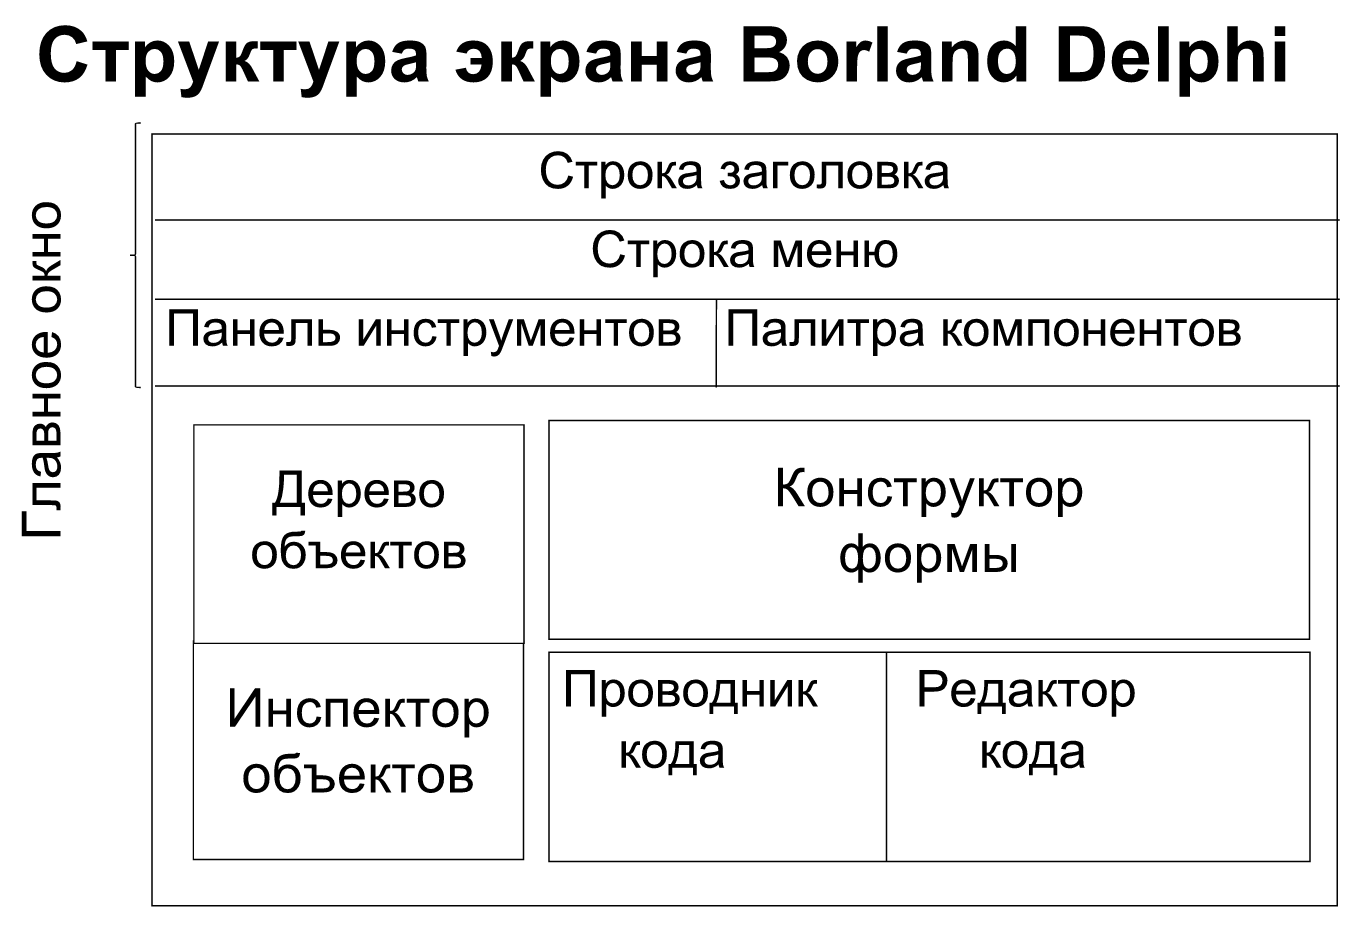 Структура экрана Borland Delphi
Главное окно
Строка заголовка
Строка меню
Панель инструментов
Палитра компонентов
Дерево
объектов
Конструктор
формы
Инспектор
объектов
Проводник
кода
Редактор
кода